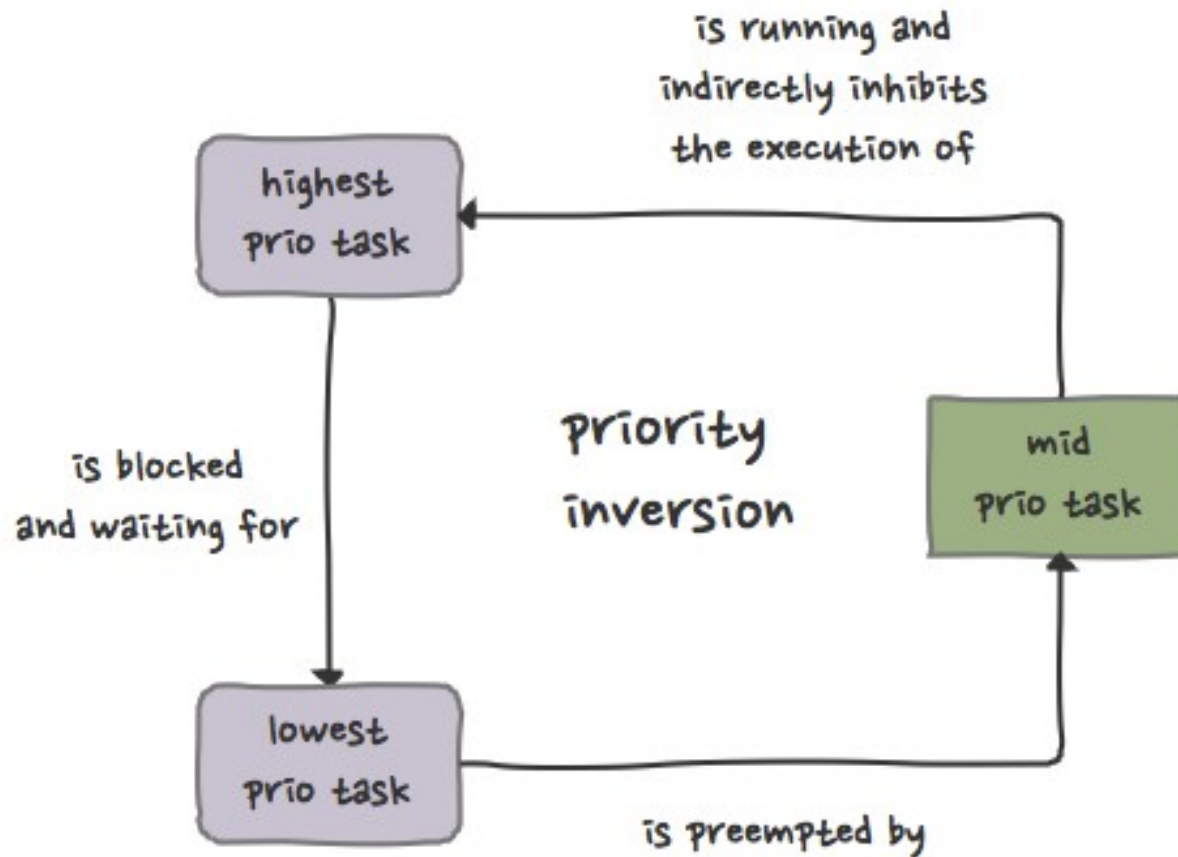 is running and
indirectly inhibits
the execution of
highest
prio task
priority
inversion
mid
prio task
is blocked
and waiting for
lowest
prio task
is preempted by